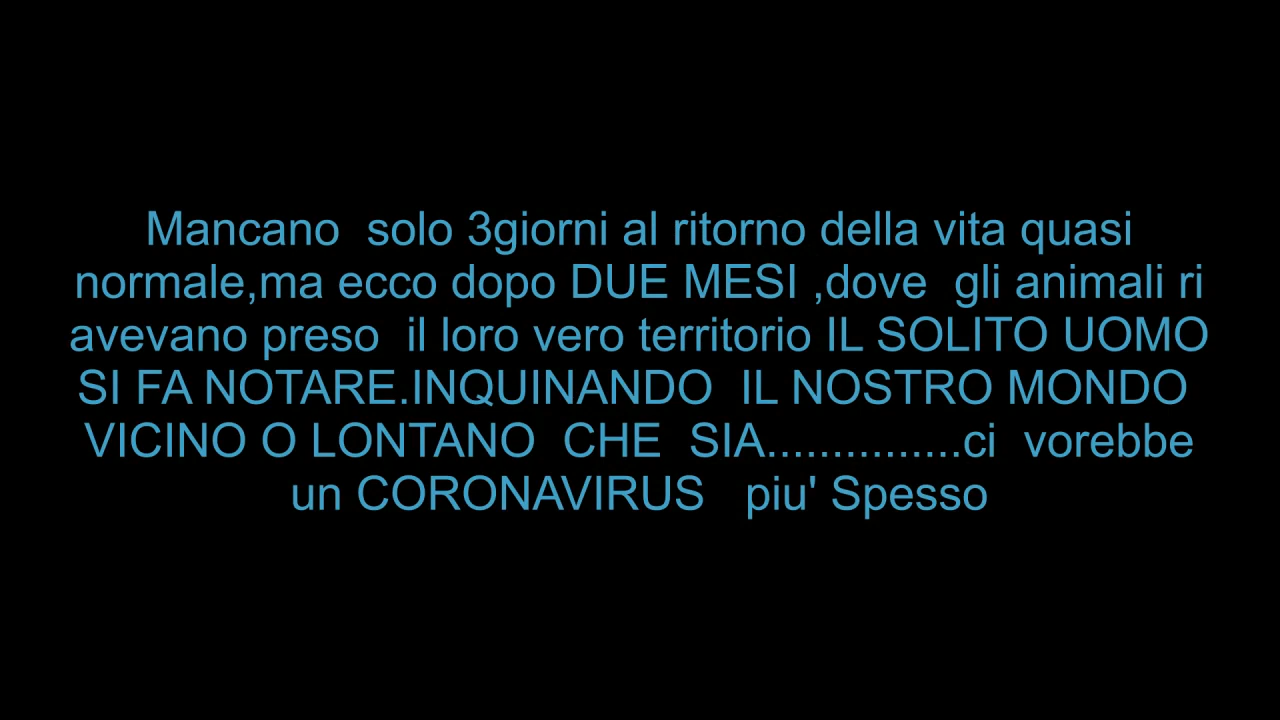 Mancano  solo 3giorni al ritorno della vita quasi
normale,ma ecco dopo DUE MESI ,dove  gli animali ri
avevano preso  il loro vero territorio IL SOLITO UOMO
SI FA NOTARE.INQUINANDO  IL NOSTRO MONDO
VICINO O LONTANO  CHE  SIA...............ci  vorebbe
un CORONAVIRUS   piu' Spesso